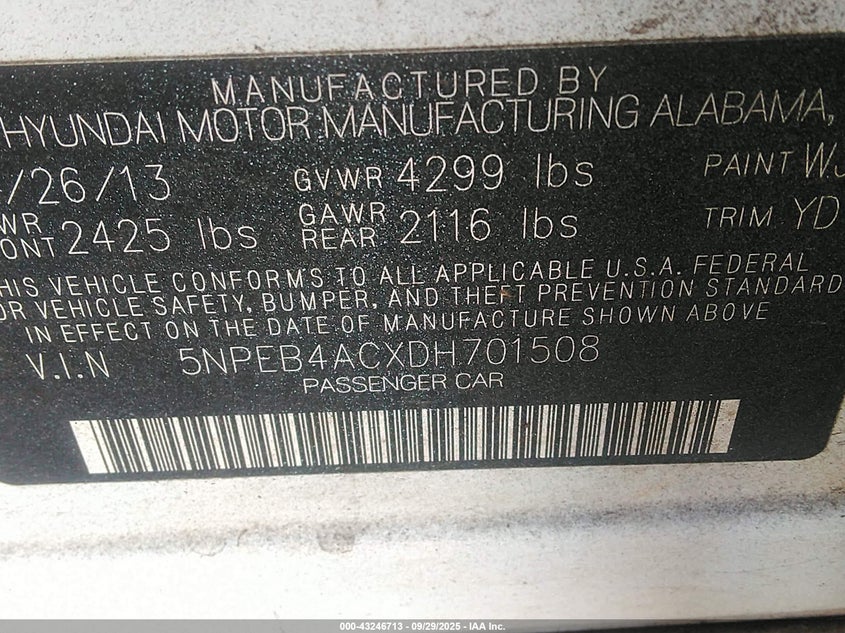 MANUFACTURED BY
HYUNDAI MOTOR MANUFACTURING ALABAMA,
/26/13 GVWR 4299 lbs PAINT WJ
WR ONT 2425 lbs GAWR REAR 2116 lbs TRIM YD
HIS VEHICLE CONFORMS TO ALL APPLICABLE U.S.A. FEDERAL
OR VEHICLE SAFETY, BUMPER, AND THEFT PREVENTION STANDARD
IN EFFECT ON THE DATE OF MANUFACTURE SHOWN ABOVE
V.I.N 5NPEB4ACXDH701508
PASSENGER CAR
000-43246713 - 09/29/2025 - IAA Inc.